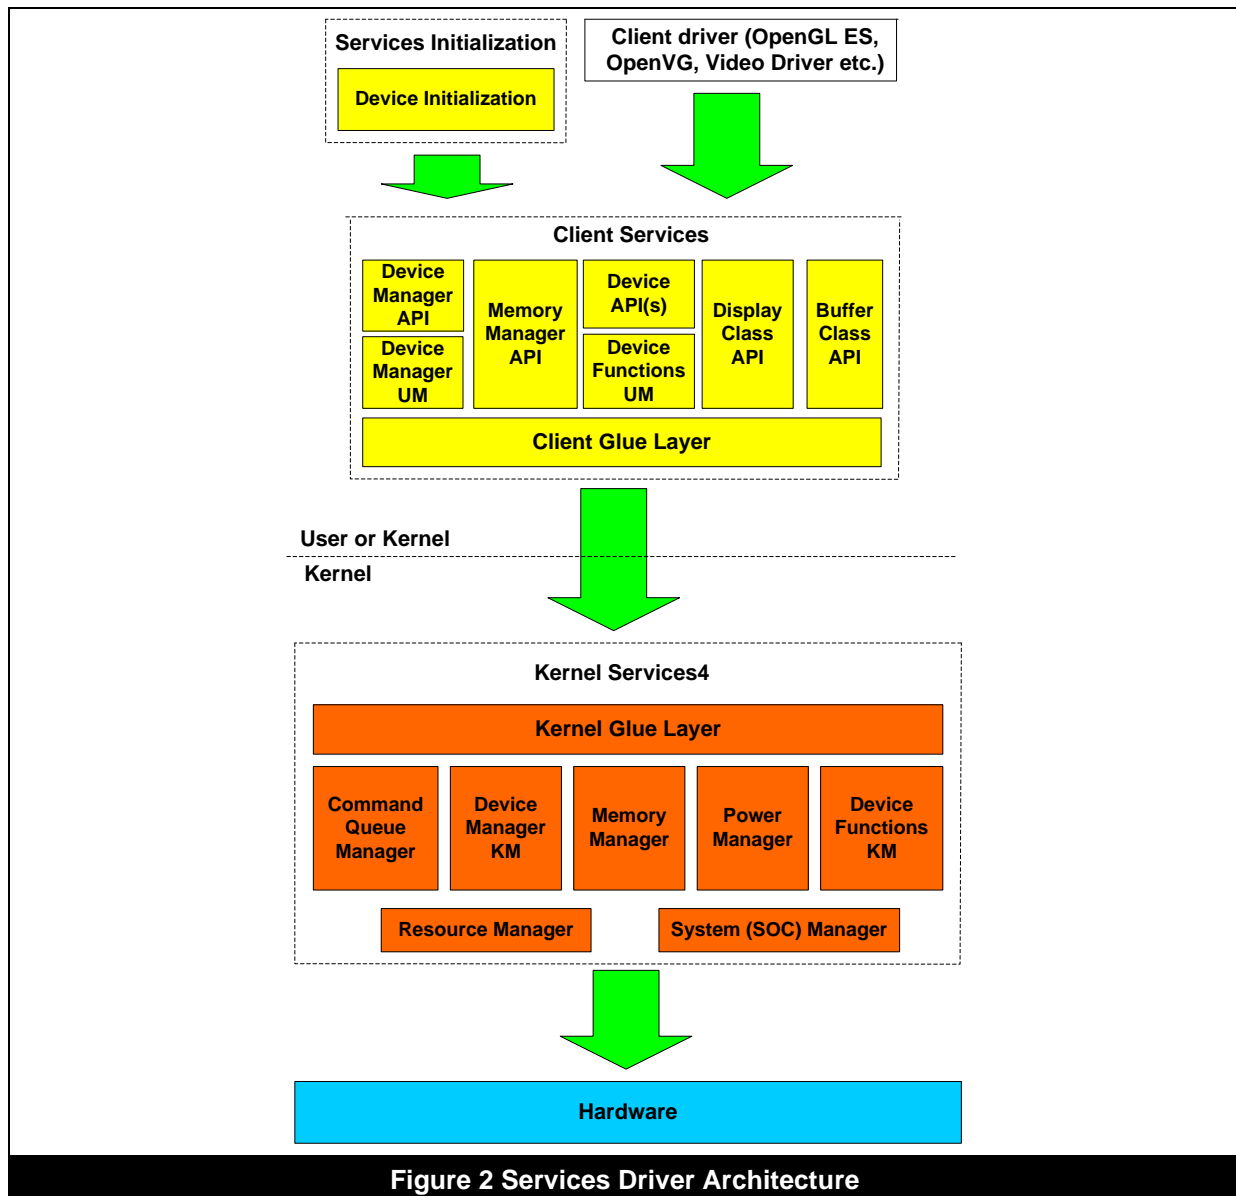 Services Initialization
Device Initialization
Client driver (OpenGL ES,
OpenVG, Video Driver etc.)
Client Services
Device
Manager
API
Device
Manager
UM
Memory
Manager
API
Device
API(s)
Device
Functions
UM
Display
Class
API
Buffer
Class
API
Client Glue Layer
User or Kernel
Kernel
Kernel Services4
Kernel Glue Layer
Command
Queue
Manager
Device
Manager
KM
Memory
Manager
Power
Manager
Device
Functions
KM
Resource Manager
System (SOC) Manager
Hardware
Figure 2 Services Driver Architecture